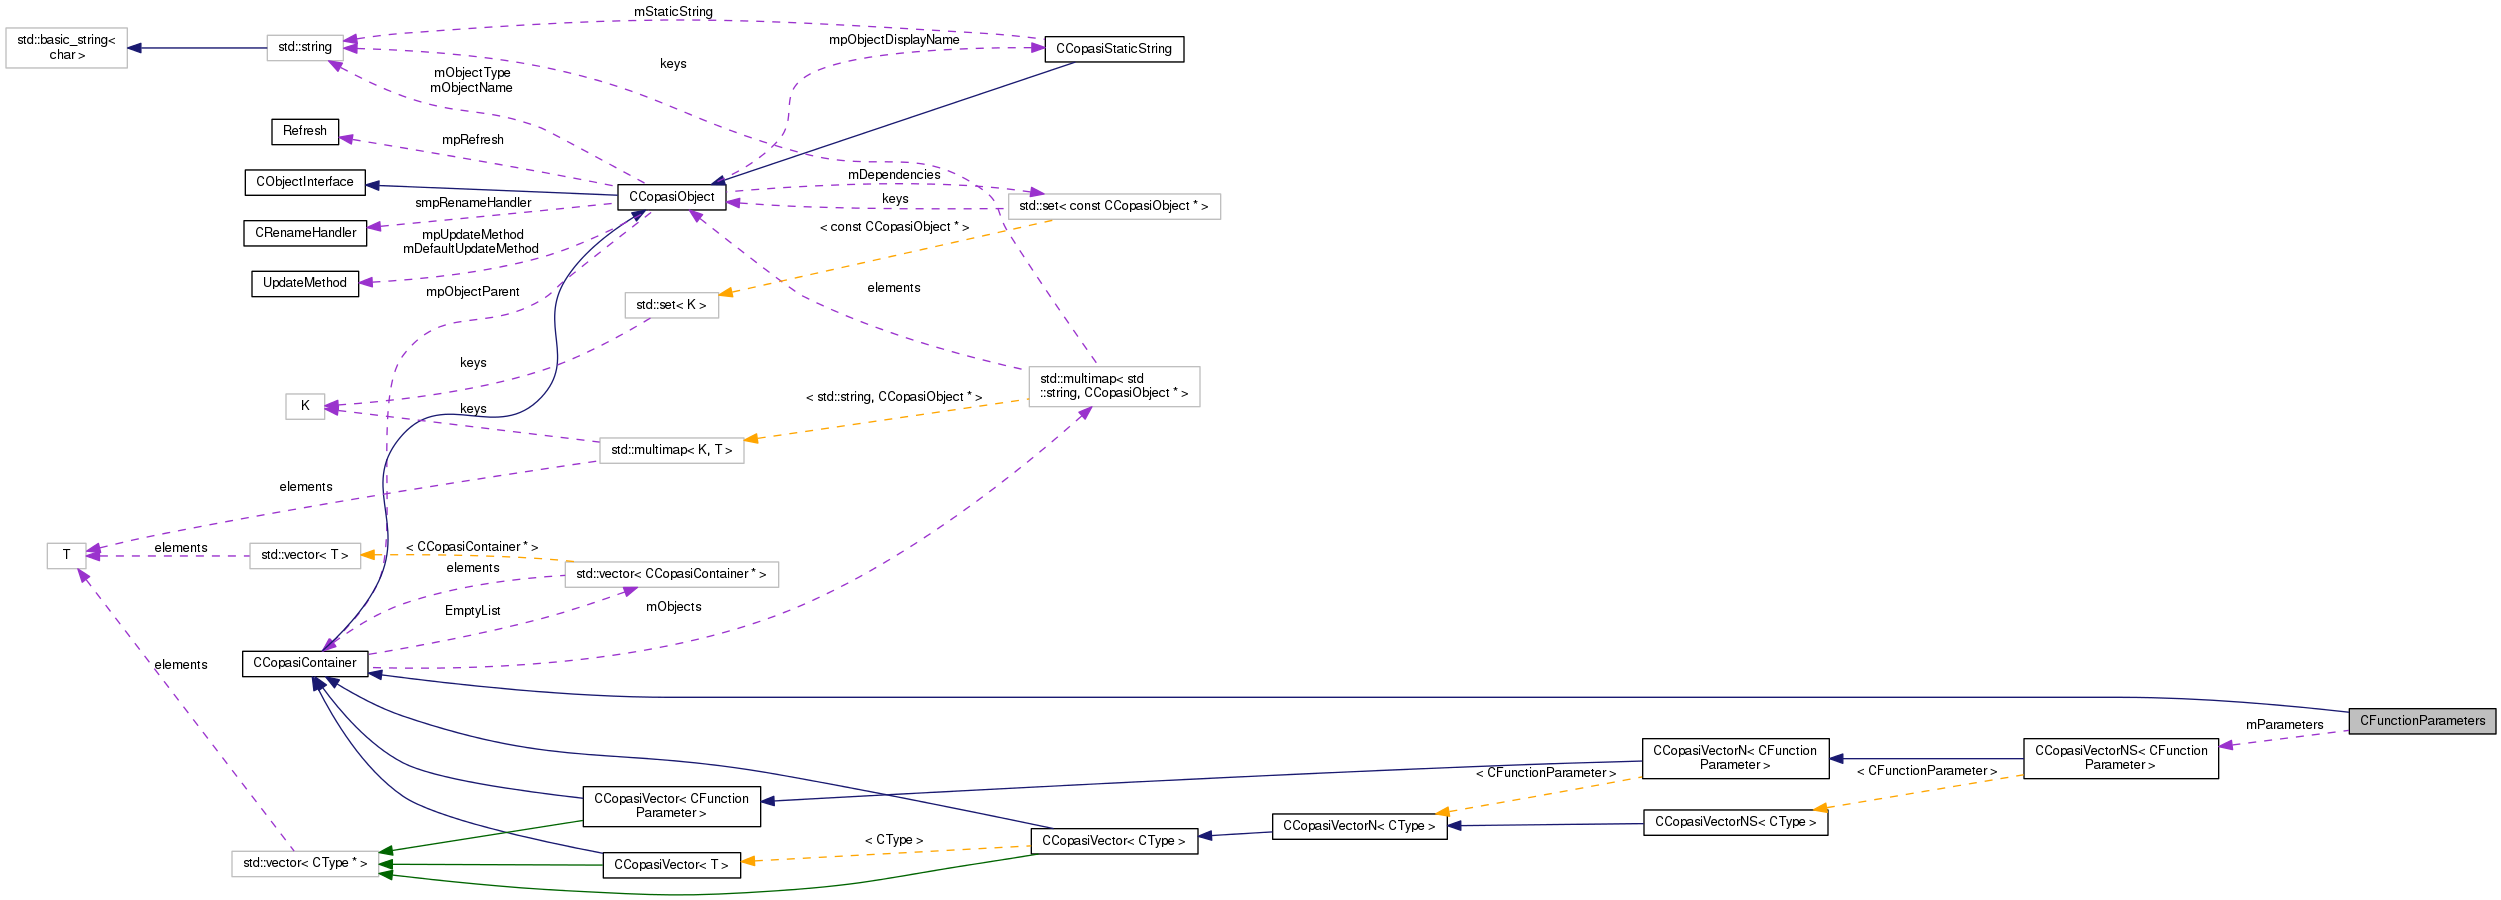 mStaticString
std::basic_string<
char >
std::string
mpObjectDisplayName
CCopasiStaticString
keys
mObjectType
mObjectName
Refresh
mpRefresh
CObjectInterface
CCopasiObject
mDependencies
keys
std::set< const CCopasiObject * >
smpRenameHandler
CRenameHandler
< const CCopasiObject * >
mpUpdateMethod
mDefaultUpdateMethod
UpdateMethod
mpObjectParent
std::set< K >
elements
keys
std::multimap< std
::string, CCopasiObject * >
K
keys
< std::string, CCopasiObject * >
std::multimap< K, T >
elements
T
elements
std::vector< T >
< CCopasiContainer * >
elements
std::vector< CCopasiContainer * >
EmptyList
mObjects
elements
CCopasiContainer
CFunctionParameters
mParameters
CCopasiVectorN< CFunction
Parameter >
CCopasiVectorNS< CFunction
Parameter >
< CFunctionParameter >
< CFunctionParameter >
CCopasiVector< CFunction
Parameter >
CCopasiVectorN< CType >
CCopasiVectorNS< CType >
< CType >
CCopasiVector< CType >
std::vector< CType * >
CCopasiVector< T >